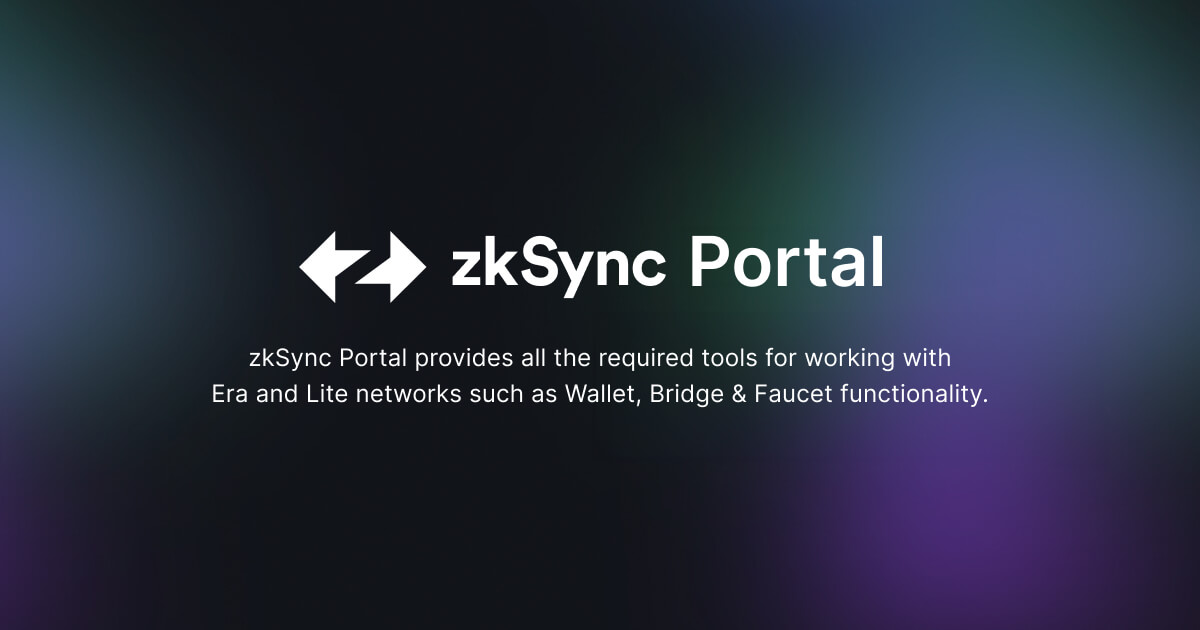 zkSync Portal
zkSync Portal provides all the required tools for working with
Era and Lite networks such as Wallet, Bridge & Faucet functionality.